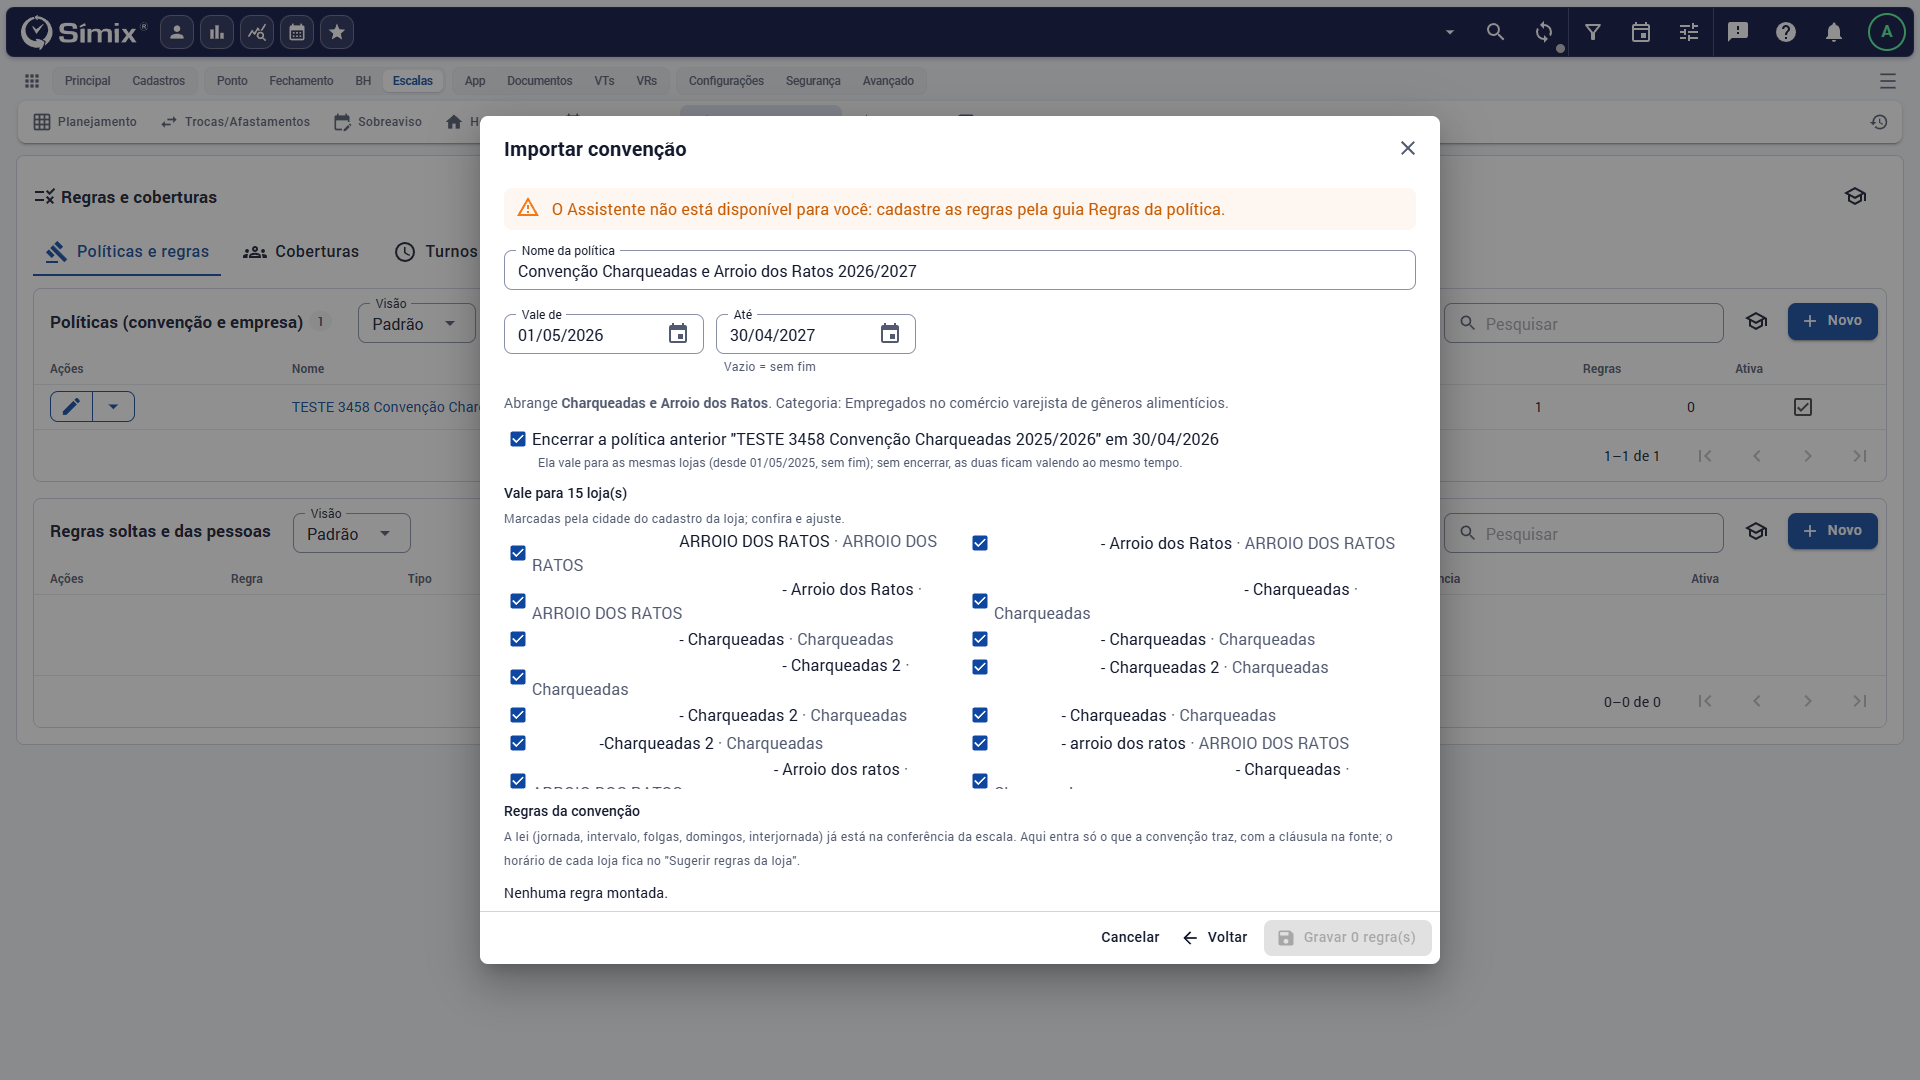 Símix®
A
Principal
Cadastros
Ponto
Fechamento
BH
Escalas
App
Documentos
VTs
VRs
Configurações
Segurança
Avançado
Planejamento
Trocas/Afastamentos
Sobreaviso
Regras e coberturas
Políticas e regras
Coberturas
Turnos
Políticas (convenção e empresa) 1
Visão
Padrão
Pesquisar
Novo
Ações
Nome
Regras
Ativa
TESTE 3458 Convenção
1
0
1–1 de 1
Regras soltas e das pessoas
Visão
Padrão
Pesquisar
Novo
Ações
Regra
Tipo
Ativa
0–0 de 0
Importar convenção
O Assistente não está disponível para você: cadastre as regras pela guia Regras da política.
Nome da política
Convenção Charqueadas e Arroio dos Ratos 2026/2027
Vale de
01/05/2026
Até
30/04/2027
Vazio = sem fim
Abrange Charqueadas e Arroio dos Ratos. Categoria: Empregados no comércio varejista de gêneros alimentícios.
Encerrar a política anterior "TESTE 3458 Convenção Charqueadas 2025/2026" em 30/04/2026
Ela vale para as mesmas lojas (desde 01/05/2025, sem fim); sem encerrar, as duas ficam valendo ao mesmo tempo.
Vale para 15 loja(s)
Marcadas pela cidade do cadastro da loja; confira e ajuste.
ARROIO DOS RATOS · ARROIO DOS
RATOS
- Arroio dos Ratos · ARROIO DOS RATOS
- Arroio dos Ratos ·
ARROIO DOS RATOS
- Charqueadas ·
Charqueadas
- Charqueadas · Charqueadas
- Charqueadas · Charqueadas
- Charqueadas 2 ·
Charqueadas
- Charqueadas 2 · Charqueadas
- Charqueadas 2 · Charqueadas
- Charqueadas · Charqueadas
-Charqueadas 2 · Charqueadas
- arroio dos ratos · ARROIO DOS RATOS
- Arroio dos ratos ·
- Charqueadas ·
Regras da convenção
A lei (jornada, intervalo, folgas, domingos, interjornada) já está na conferência da escala. Aqui entra só o que a convenção traz, com a cláusula na fonte; o
horário de cada loja fica no "Sugerir regras da loja".
Nenhuma regra montada.
Cancelar
Voltar
Gravar 0 regra(s)